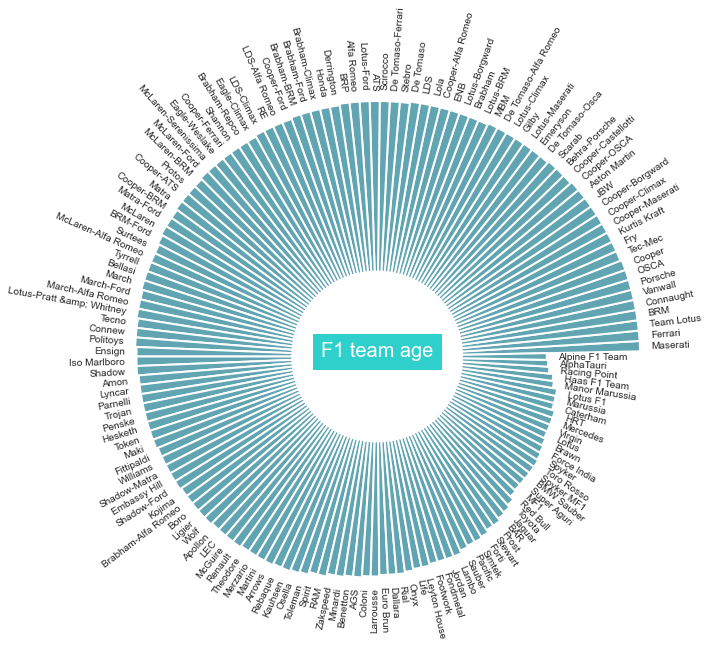 F1 team age
Maserati
Ferrari
Team Lotus
BRM
Connaught
Vanwall
Porsche
OSCA
Cooper
Tec-Mec
Fry
Kurtis Kraft
Cooper-Maserati
Cooper-Climax
Cooper-Borgward
JBW
Aston Martin
Cooper-OSCA
Cooper-Castellotti
Behra-Porsche
Scarab
De Tomaso-Osca
Emeryson
Lotus-Maserati
Gilby
Lotus-Climax
De Tomaso-Alfa Romeo
MBM
Lotus-BRM
Brabham
Lotus-Borgward
ENB
Cooper-Alfa Romeo
Lola
LDS
De Tomaso
Stebro
De Tomaso-Ferrari
Scirocco
ATS
Lotus-Ford
Alfa Romeo
BRP
Derrington
Honda
Brabham-Climax
Brabham-Ford
Brabham-BRM
Cooper-Ford
LDS-Alfa Romeo
RE
LDS-Climax
Eagle-Climax
Brabham-Repco
Shannon
Cooper-Ferrari
Eagle-Weslake
McLaren-Serenissima
McLaren-Ford
McLaren-BRM
Protos
Cooper-ATS
Matra
Cooper-BRM
Matra-Ford
McLaren
BRM-Ford
Surtees
McLaren-Alfa Romeo
Tyrrell
Bellasi
March
March-Ford
March-Alfa Romeo
Lotus-Pratt &amp; Whitney
Tecno
Connew
Politoys
Ensign
Iso Marlboro
Shadow
Amon
Lyncar
Parnelli
Trojan
Penske
Hesketh
Token
Maki
Fittipaldi
Williams
Shadow-Matra
Embassy Hill
Shadow-Ford
Kojima
Brabham-Alfa Romeo
Boro
Ligier
Wolf
Apollon
LEC
McGuire
Renault
Theodore
Merzario
Martini
Arrows
Rebaque
Kauhsen
Osella
Toleman
Spirit
RAM
Zakspeed
Minardi
Benetton
AGS
Coloni
Larrousse
Euro Brun
Dallara
Rial
Onyx
Life
Leyton House
Footwork
Fondmetal
Jordan
Lambo
Sauber
Pacific
Simtek
Forti
Stewart
Prost
BAR
Jaguar
Toyota
Red Bull
MF1
Super Aguri
BMW Sauber
Spyker MF1
Toro Rosso
Spyker
Force India
Brawn
Lotus
Virgin
Mercedes
HRT
Caterham
Marussia
Lotus F1
Manor Marussia
Haas F1 Team
Racing Point
AlphaTauri
Alpine F1 Team